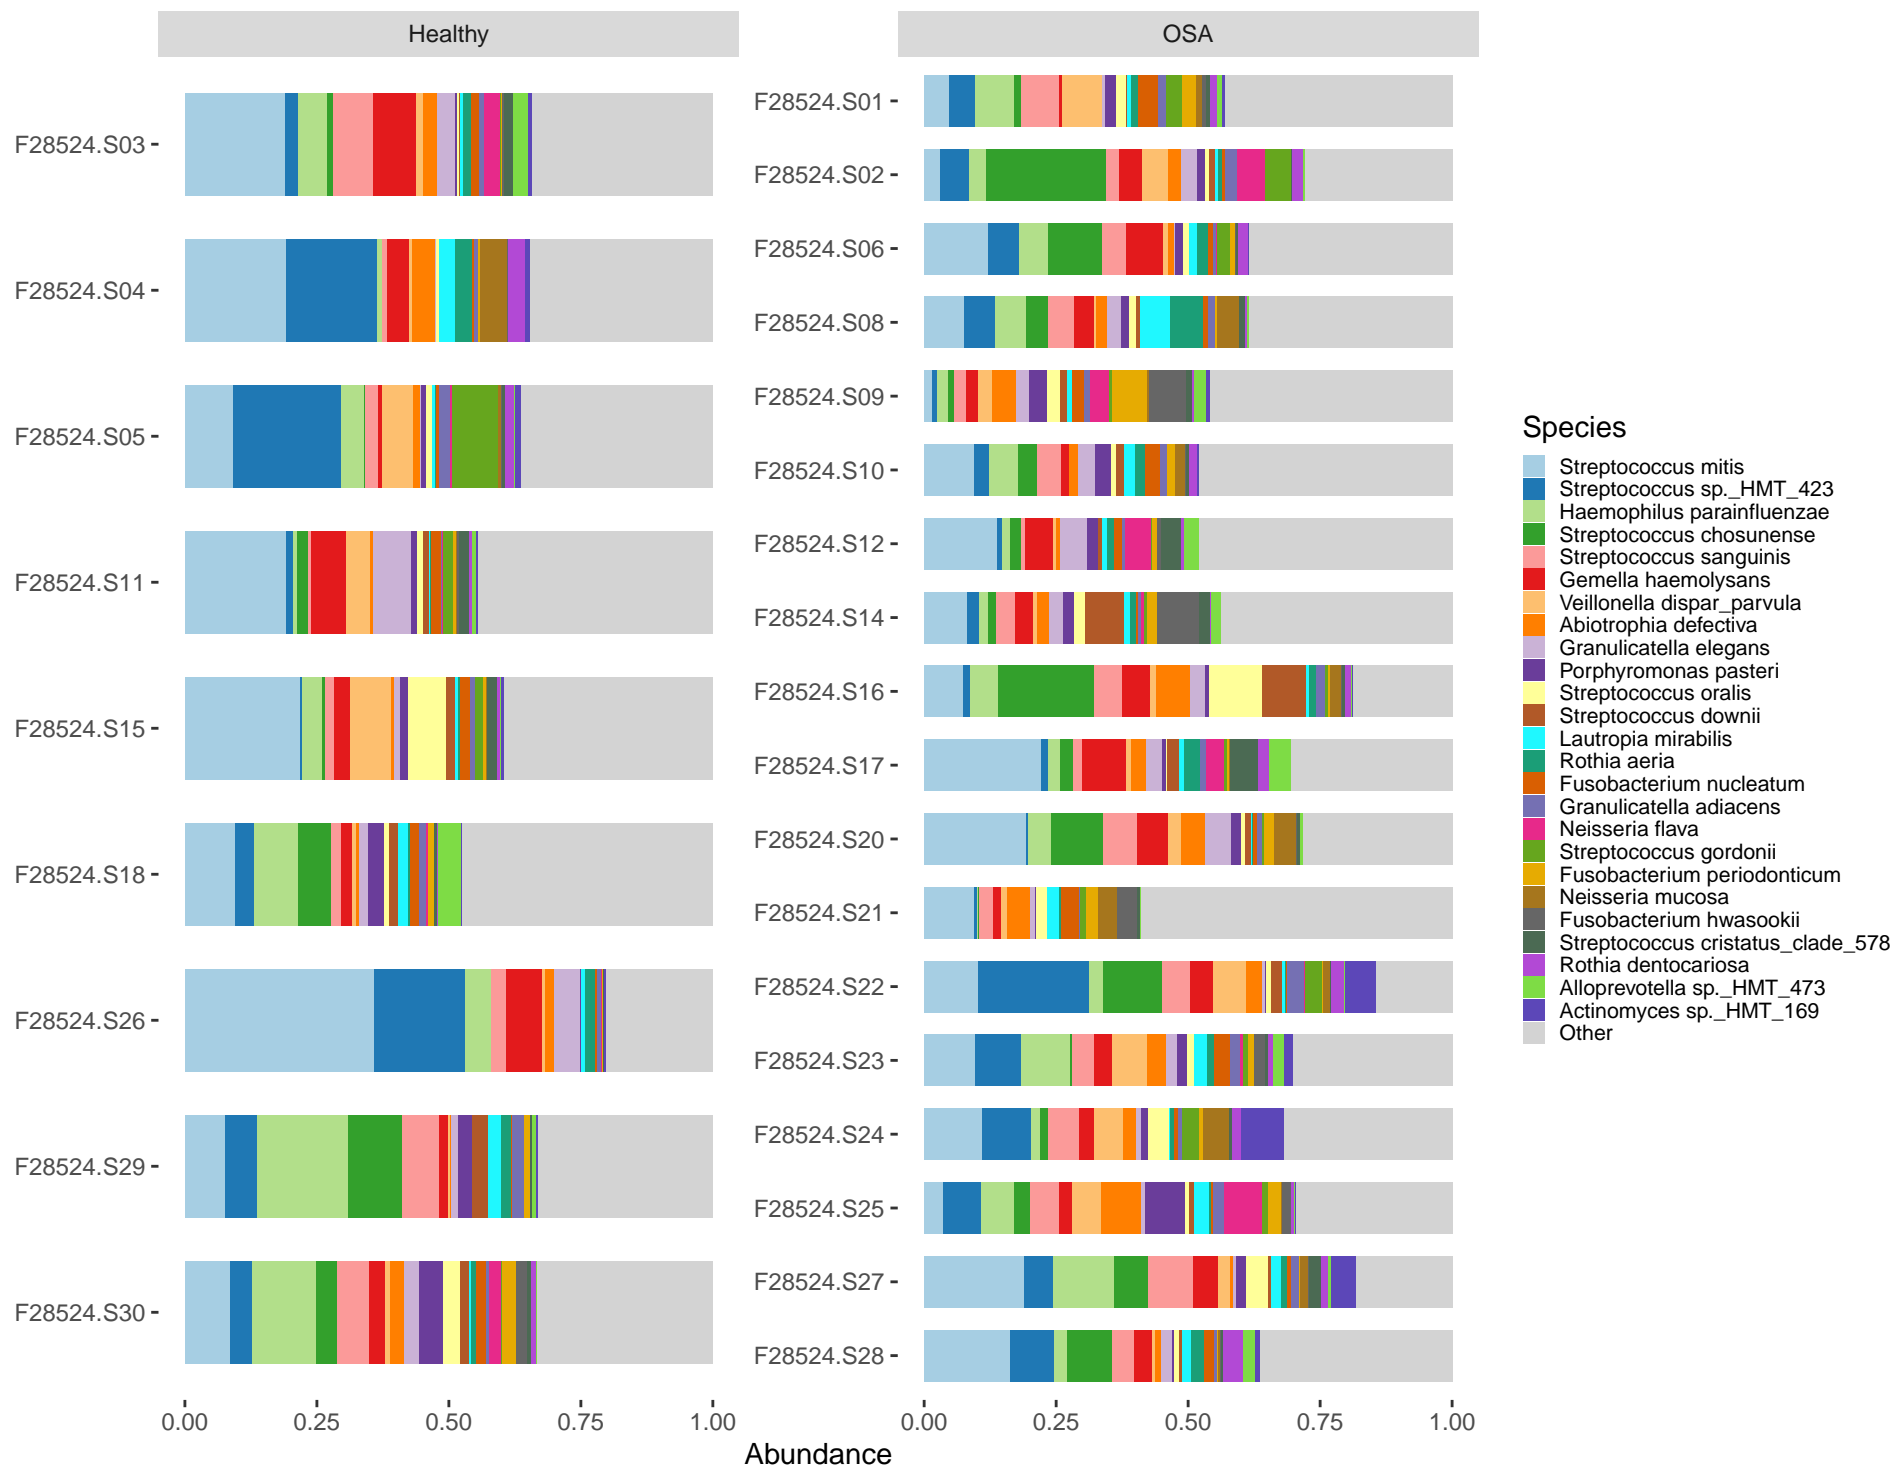 Healthy
OSA
F28524.S03
F28524.S04
F28524.S05
F28524.S11
F28524.S15
F28524.S18
F28524.S26
F28524.S29
F28524.S30
F28524.S01
F28524.S02
F28524.S06
F28524.S08
F28524.S09
F28524.S10
F28524.S12
F28524.S14
F28524.S16
F28524.S17
F28524.S20
F28524.S21
F28524.S22
F28524.S23
F28524.S24
F28524.S25
F28524.S27
F28524.S28
0.00 0.25 0.50 0.75 1.00
0.00 0.25 0.50 0.75 1.00
Abundance
Species
Streptococcus mitis
Streptococcus sp._HMT_423
Haemophilus parainfluenzae
Streptococcus chosunense
Streptococcus sanguinis
Gemella haemolysans
Veillonella dispar_parvula
Abiotrophia defectiva
Granulicatella elegans
Porphyromonas pasteri
Streptococcus oralis
Streptococcus downii
Lautropia mirabilis
Rothia aeria
Fusobacterium nucleatum
Granulicatella adiacens
Neisseria flava
Streptococcus gordonii
Fusobacterium periodonticum
Neisseria mucosa
Fusobacterium hwasookii
Streptococcus cristatus_clade_578
Rothia dentocariosa
Alloprevotella sp._HMT_473
Actinomyces sp._HMT_169
Other